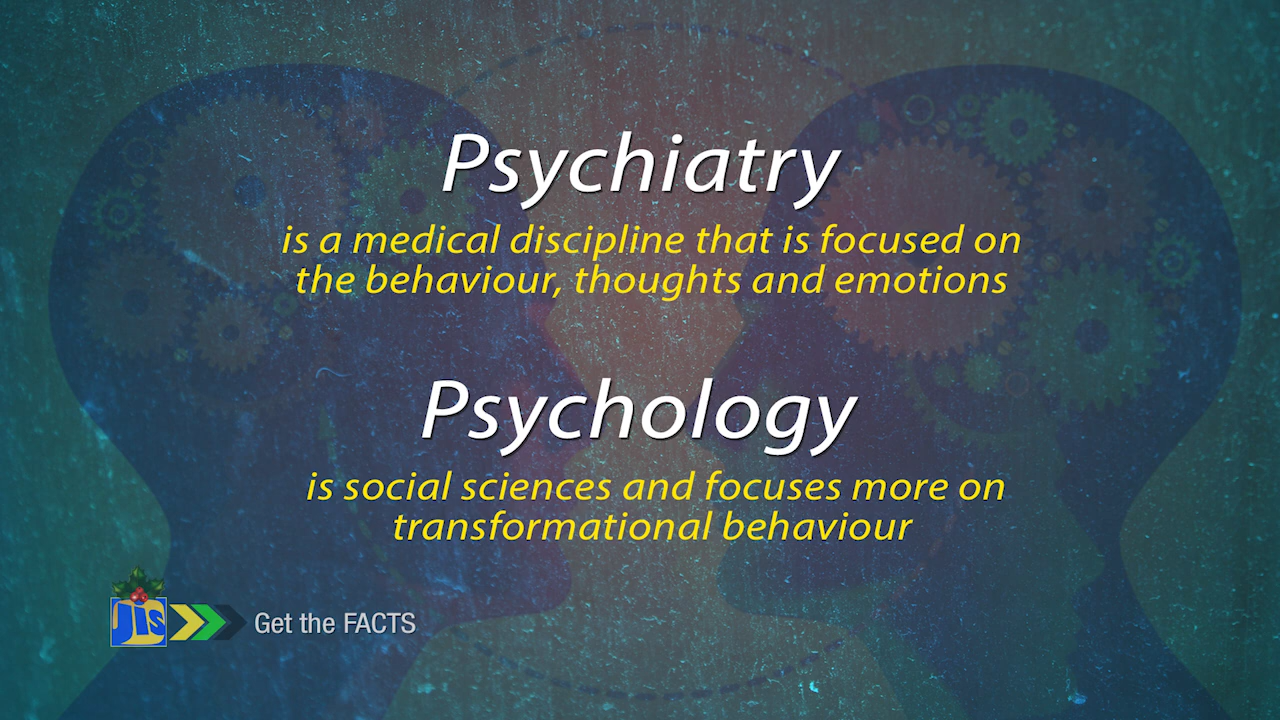 Psychiatry
is a medical discipline that is focused on
the behaviour, thoughts and emotions
Psychology
is social sciences and focuses more on
transformational behaviour
JIS
Get the FACTS